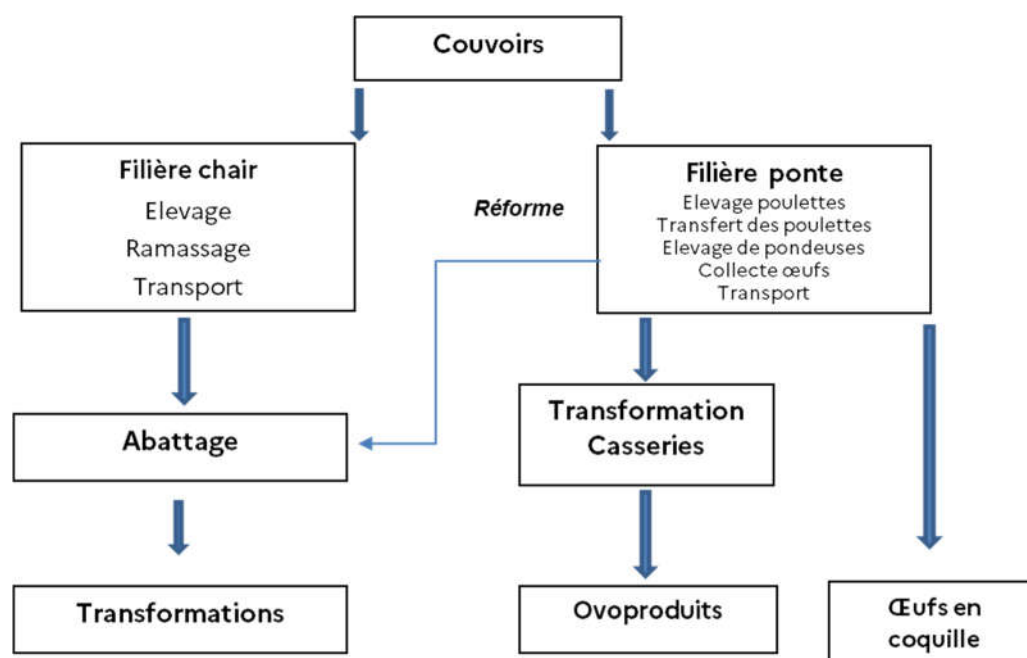 Couvoirs
Filière chair
Elevage
Ramassage
Transport
Réforme
Filière ponte
Elevage poulettes
Transfert des poulettes
Elevage de pondeuses
Collecte œufs
Transport
Abattage
Transformation
Casseries
Transformations
Ovoproduits
Œufs en
coquille